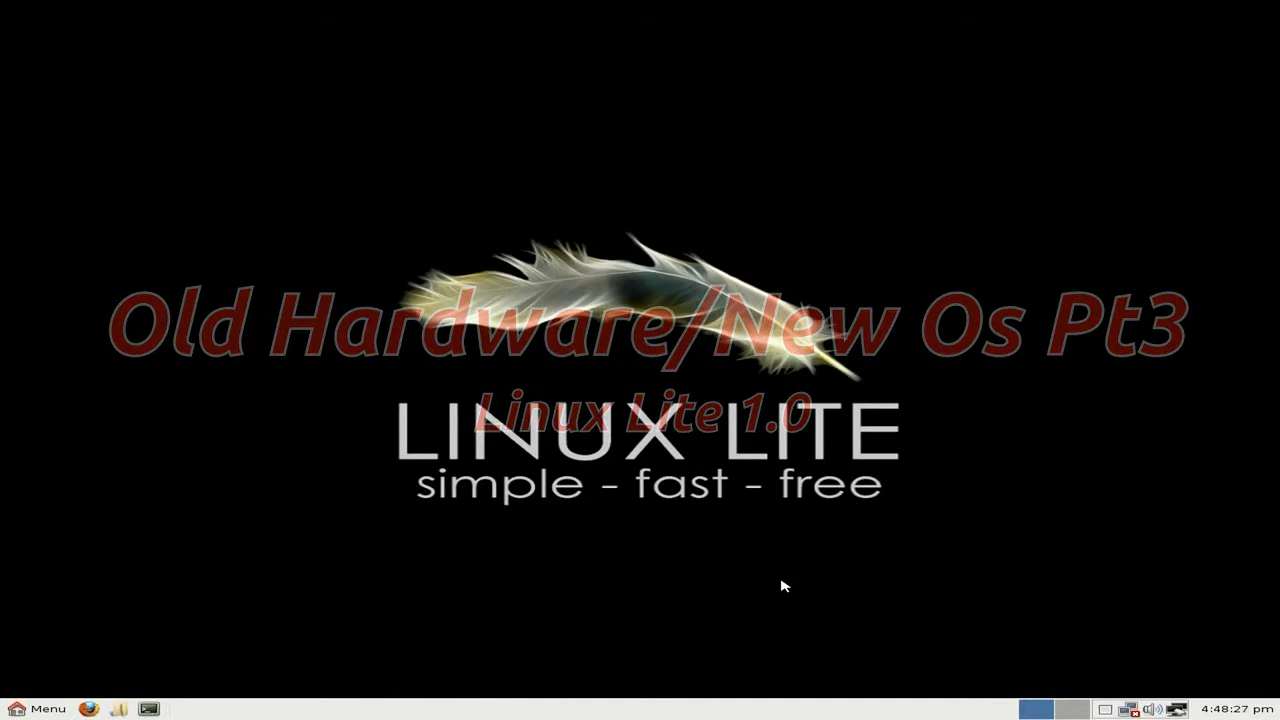 Old Hardware/New Os Pt3
Linux Lite 1.0
LINUX LITE
simple - fast - free
Menu
4:48:27 pm